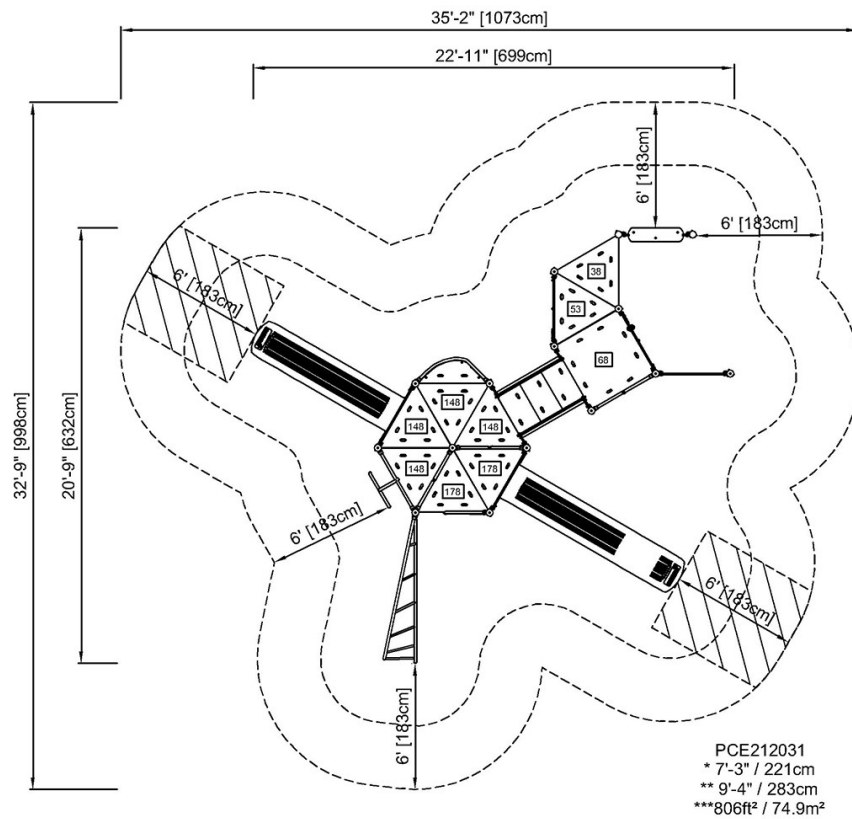 35'-2" [1073cm]
22'-11" [699cm]
6' [183cm]
6' [183cm]
38
53
68
6' [183cm]
148
148
148
148
178
178
32'-9" [998cm]
20'-9" [632cm]
6' [183cm]
6' [183cm]
6' [183cm]
PCE212031
* 7'-3" / 221cm
** 9'-4" / 283cm
***806ft² / 74.9m²